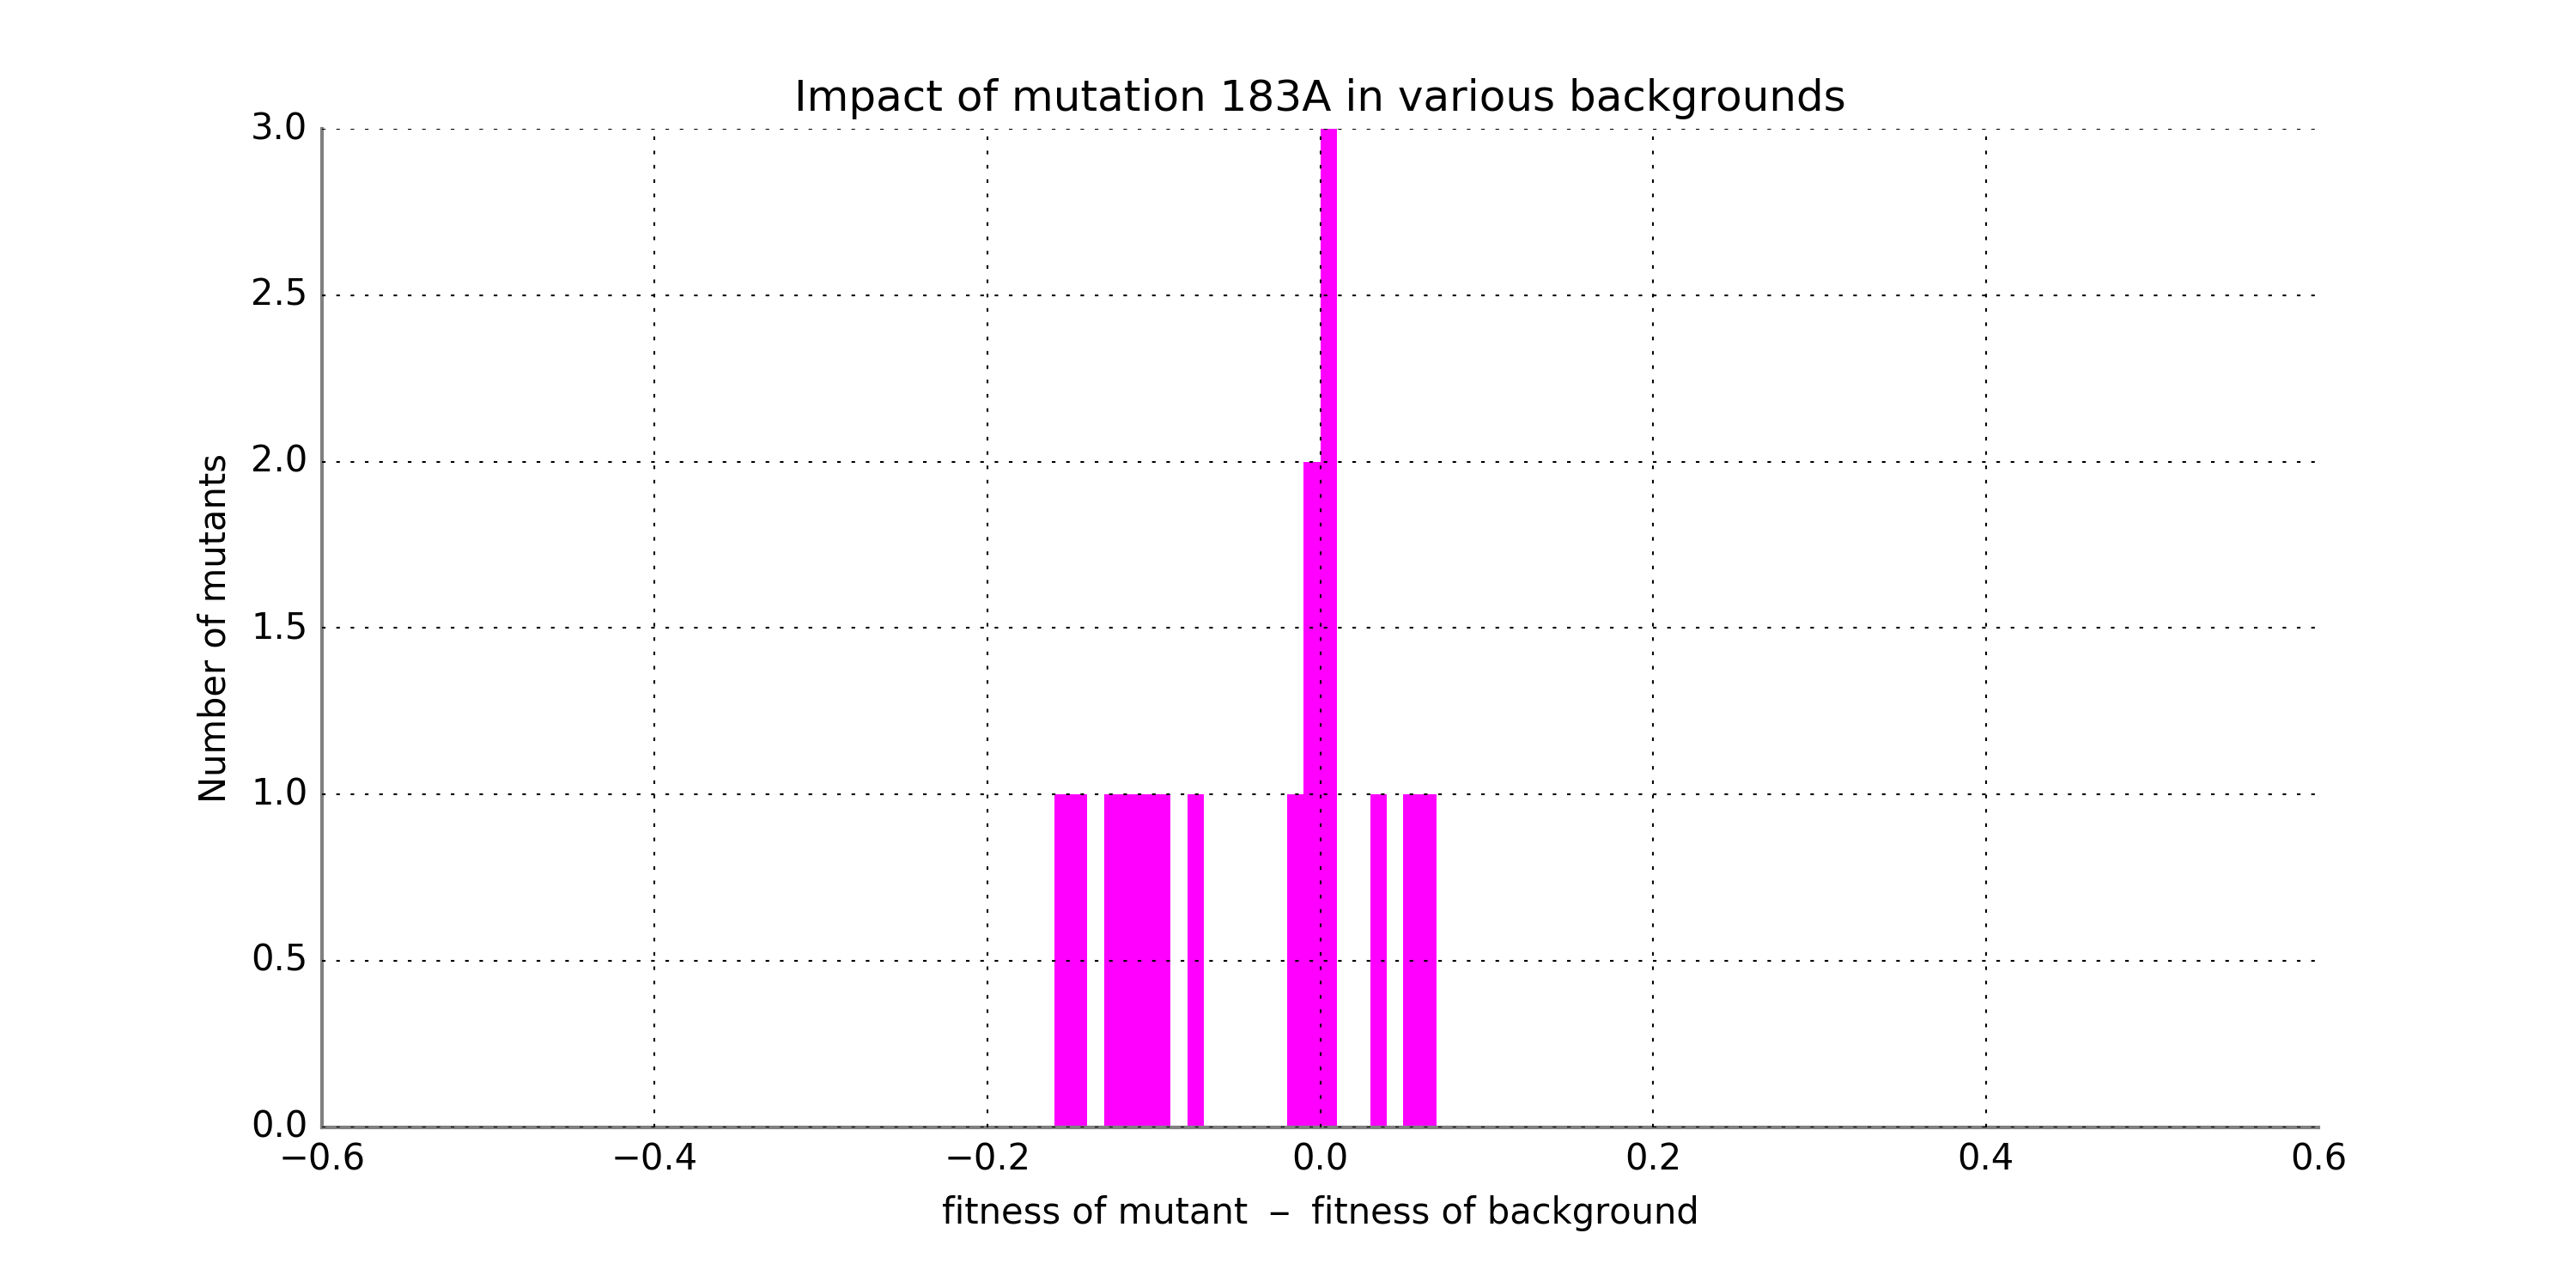 Impact of mutation 183A in various backgrounds
3.0
2.5
2.0
1.5
1.0
0.5
0.0
Number of mutants
−0.6 −0.4 −0.2 0.0 0.2 0.4 0.6
fitness of mutant − fitness of background